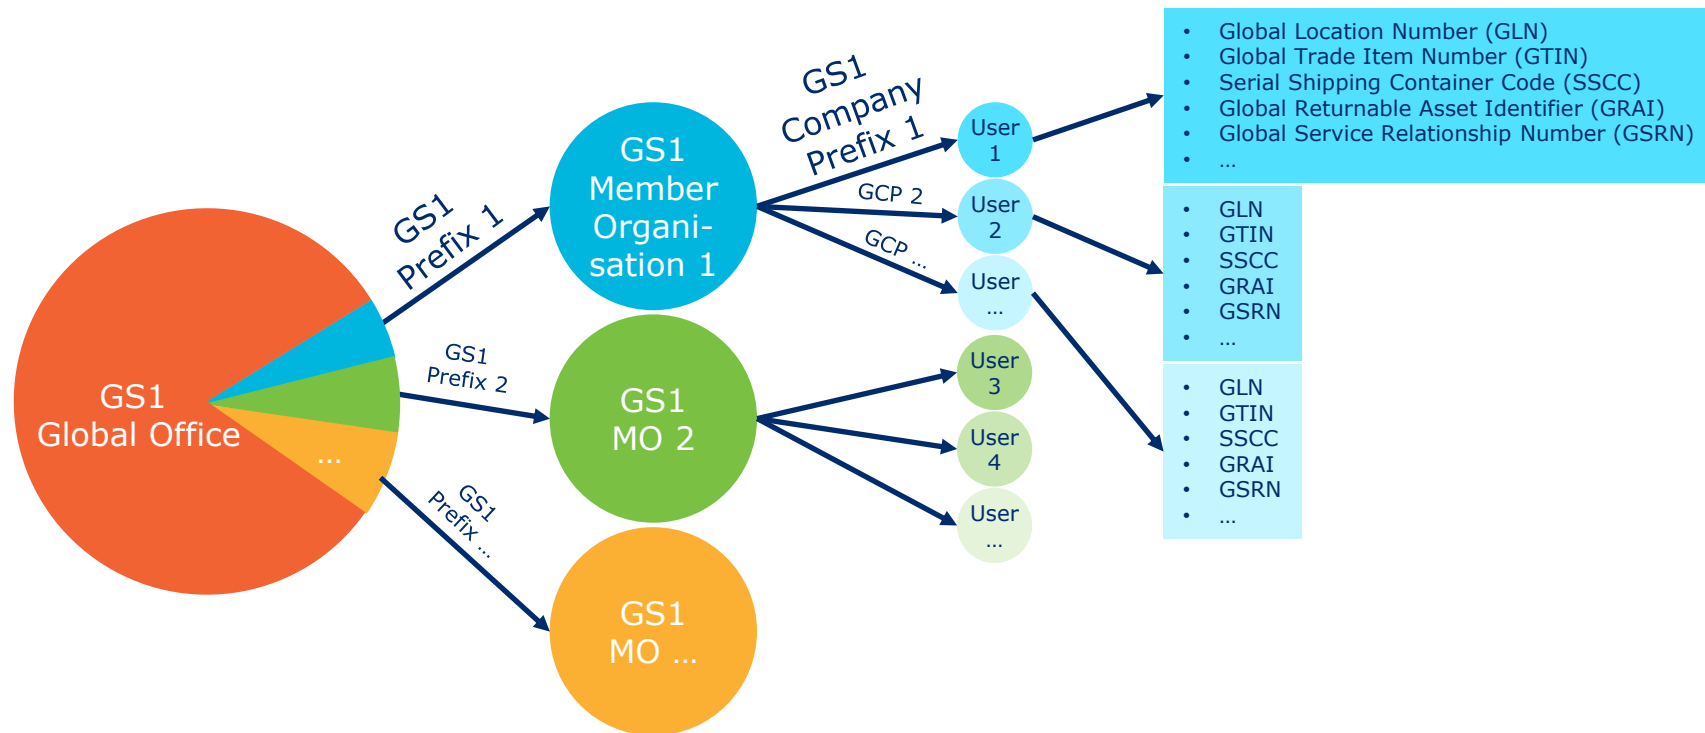 GS1
Global Office
...
GS1
Prefix 1
GS1
Prefix 2
GS1
Prefix ...
GS1
Member
Organi-
sation 1
GS1
MO 2
GS1
MO ...
GS1
Company
Prefix 1
GCP 2
GCP ...
User
1
User
2
User
...
User
3
User
4
User
...
• Global Location Number (GLN)
• Global Trade Item Number (GTIN)
• Serial Shipping Container Code (SSCC)
• Global Returnable Asset Identifier (GRAI)
• Global Service Relationship Number (GSRN)
• ...
• GLN
• GTIN
• SSCC
• GRAI
• GSRN
• ...
• GLN
• GTIN
• SSCC
• GRAI
• GSRN
• ...